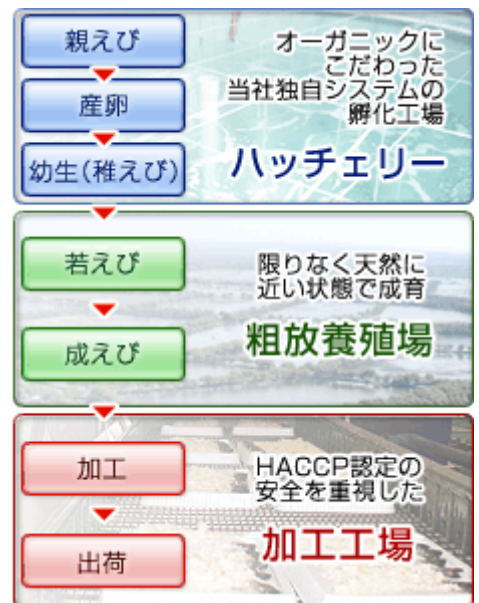 親えび
産卵
幼生(稚えび)
オーガニックに
こだわった
当社独自システムの
孵化工場
ハッチェリー
若えび
成えび
限りなく天然に
近い状態で成育
粗放養殖場
加工
出荷
HACCP認定の
安全を重視した
加工工場